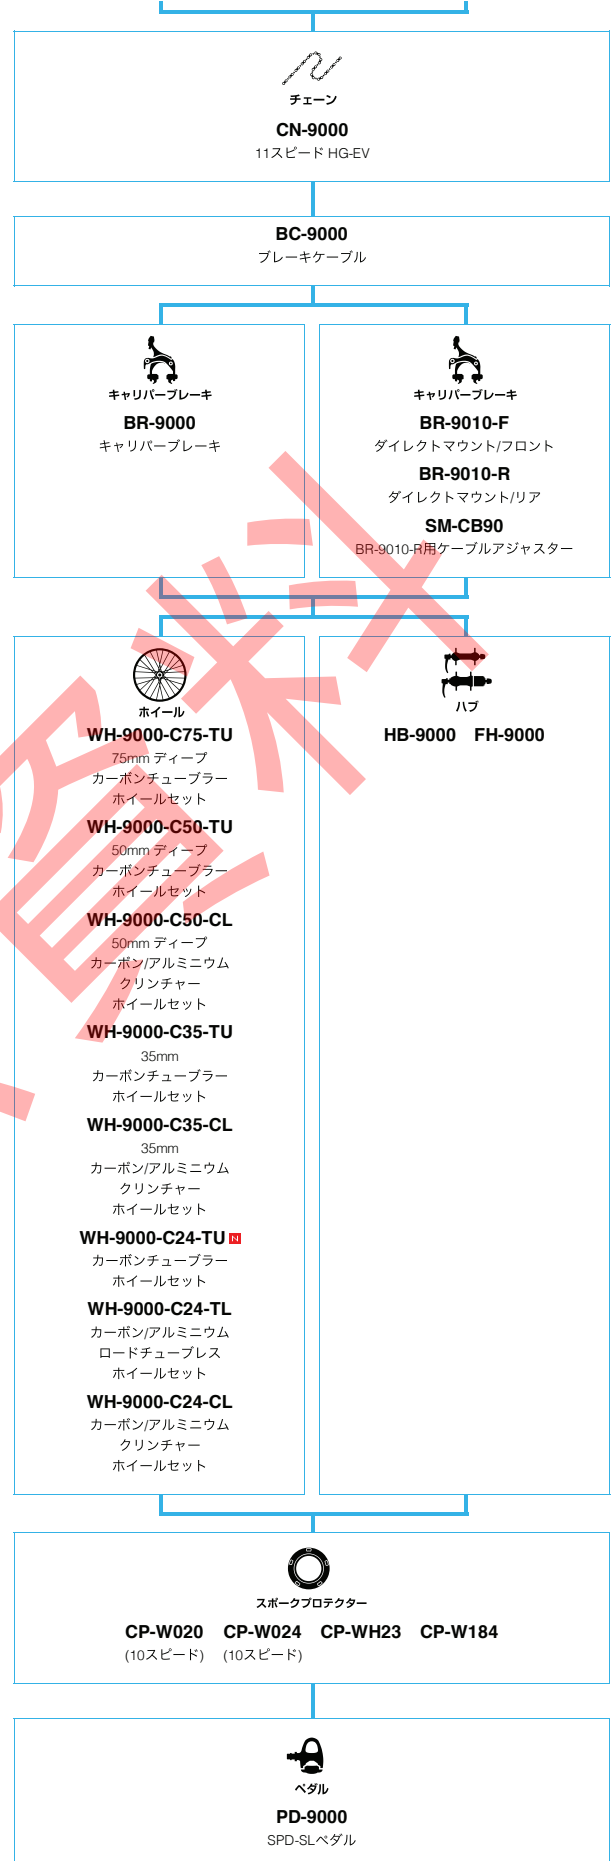 チェーン
CN-9000
11スピード HG-EV
BC-9000
ブレーキケーブル
キャリパーブレーキ
BR-9000
キャリパーブレーキ
キャリパーブレーキ
BR-9010-F
ダイレクトマウント/フロント
BR-9010-R
ダイレクトマウント/リア
SM-CB90
BR-9010-R用ケーブルアジャスター
ホイール
WH-9000-C75-TU
75mm ディープ
カーボンチューブラー
ホイールセット
WH-9000-C50-TU
50mm ディープ
カーボンチューブラー
ホイールセット
WH-9000-C50-CL
50mm ディープ
カーボン/アルミニウム
クリンチャー
ホイールセット
WH-9000-C35-TU
35mm
カーボンチューブラー
ホイールセット
WH-9000-C35-CL
35mm
カーボン/アルミニウム
クリンチャー
ホイールセット
WH-9000-C24-TU N
カーボンチューブラー
ホイールセット
WH-9000-C24-TL
カーボン/アルミニウム
ロードチューブレス
ホイールセット
WH-9000-C24-CL
カーボン/アルミニウム
クリンチャー
ホイールセット
ハブ
HB-9000 FH-9000
スポークプロテクター
CP-W020 CP-W024 CP-WH23 CP-W184
(10スピード) (10スピード)
ペダル
PD-9000
SPD-SLペダル
資料